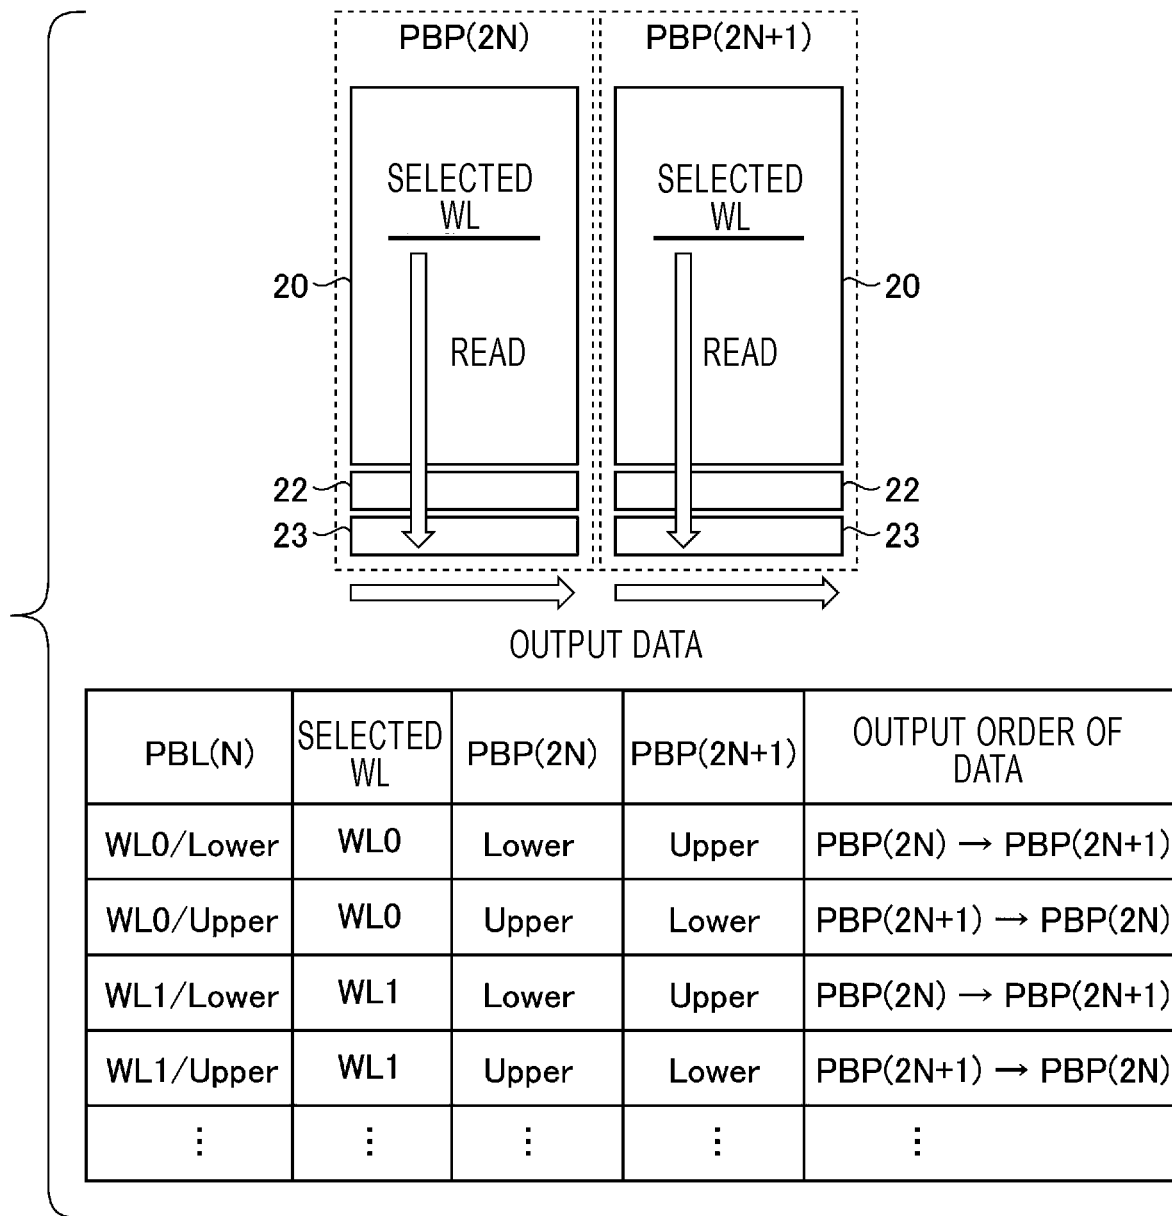 PBP(2N) PBP(2N+1)
SELECTED SELECTED
WL WL
20 20
READ READ
22 22
23 23
OUTPUT DATA
PBL(N) SELECTED WL PBP(2N) PBP(2N+1) OUTPUT ORDER OF DATA
WL0/Lower WL0 Lower Upper PBP(2N) → PBP(2N+1)
WL0/Upper WL0 Upper Lower PBP(2N+1) → PBP(2N)
WL1/Lower WL1 Lower Upper PBP(2N) → PBP(2N+1)
WL1/Upper WL1 Upper Lower PBP(2N+1) → PBP(2N)
⋮ ⋮ ⋮ ⋮ ⋮